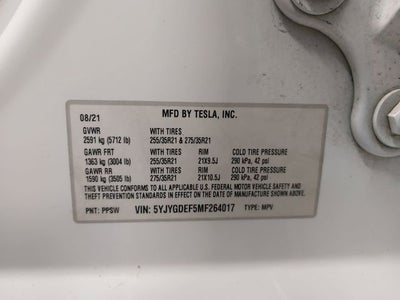 MFD BY TESLA, INC.
08/21
GVWR WITH TIRES
2591 kg (5712 lb) 255/35R21 & 275/35R21
GAWR FRT WITH TIRES RIM COLD TIRE PRESSURE
1363 kg (3004 lb) 255/35R21 21X9.5J 290 kPa, 42 psi
GAWR RR WITH TIRES RIM COLD TIRE PRESSURE
1590 kg (3505 lb) 275/35R21 21X10.5J 290 kPa, 42 psi
THIS VEHICLE CONFORMS TO ALL APPLICABLE U.S. FEDERAL MOTOR VEHICLE SAFETY AND
THEFT PREVENTION STANDARDS IN EFFECT ON THE DATE OF MANUFACTURE SHOWN ABOVE.
PNT: PPSW VIN: 5YJYGDEF5MF264017 TYPE: MPV